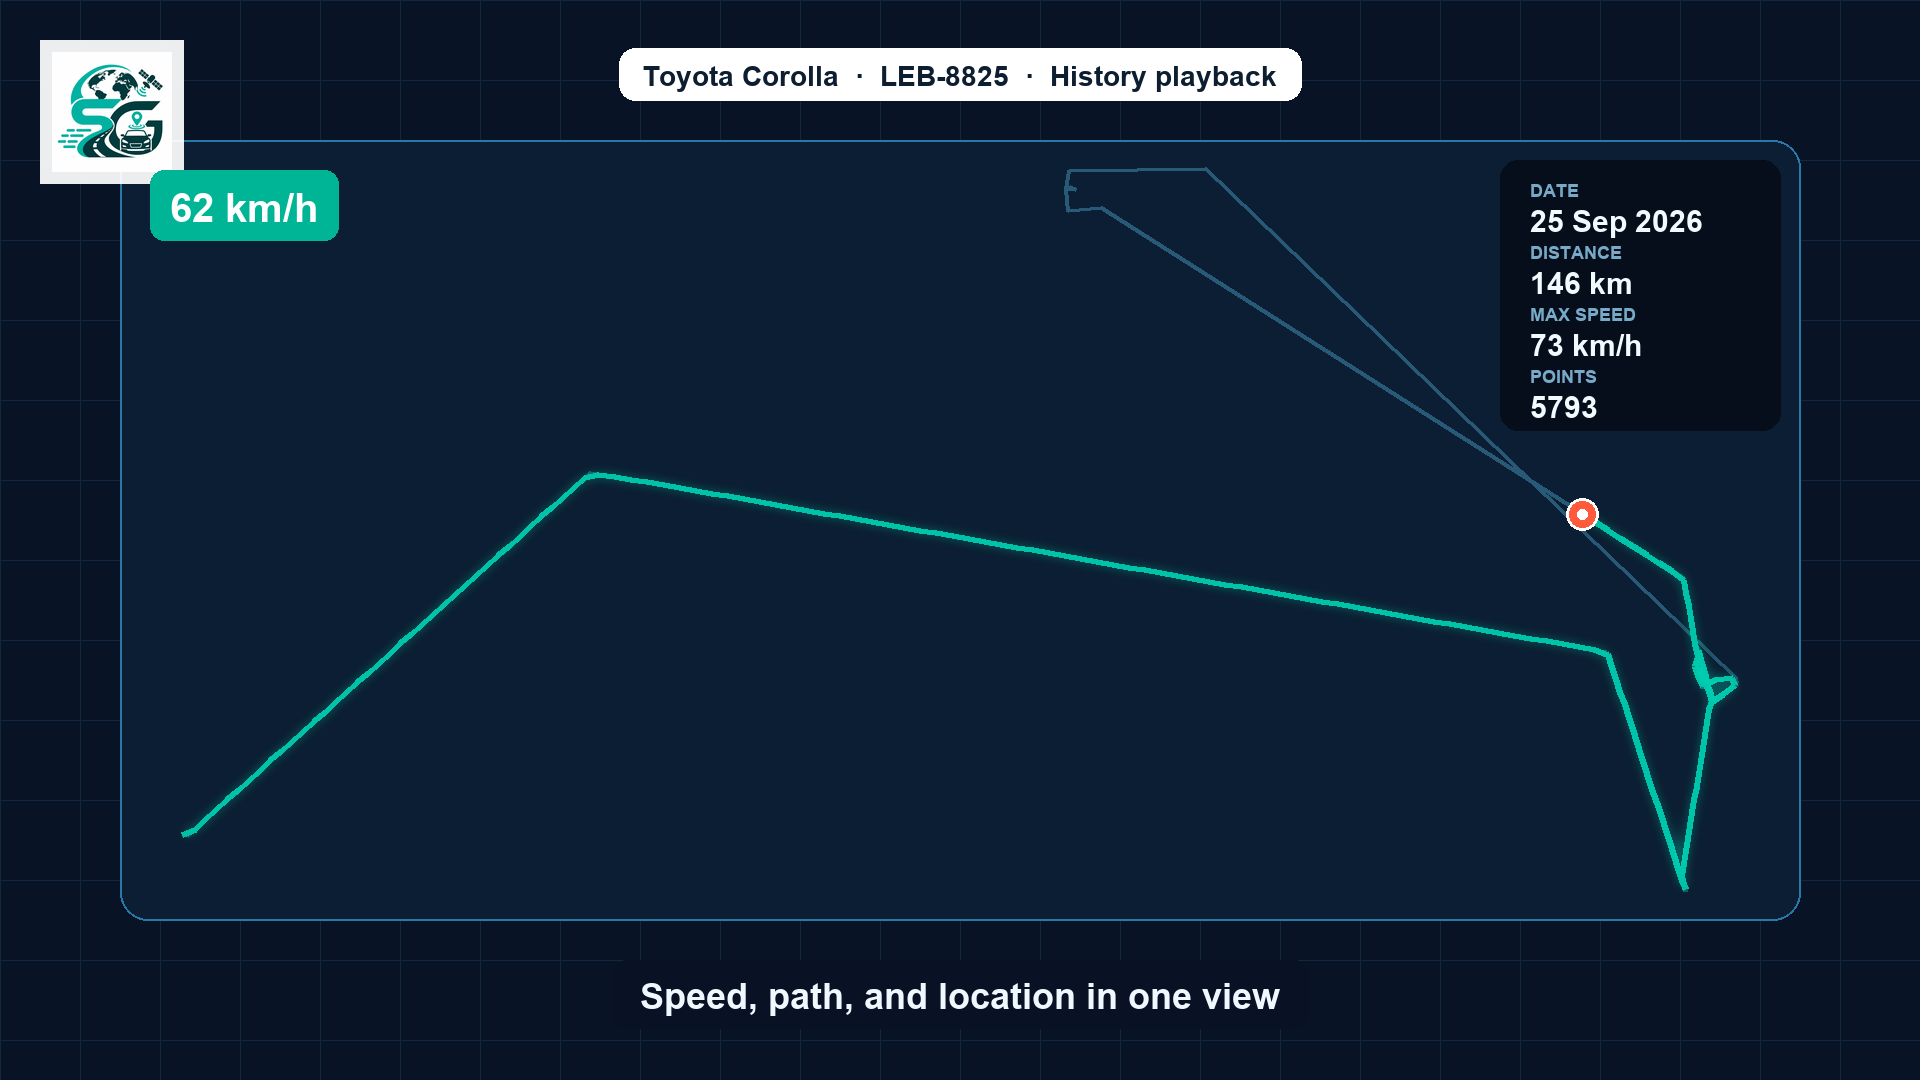 SG
Toyota Corolla · LEB-8825 · History playback
62 km/h
DATE
25 Sep 2026
DISTANCE
146 km
MAX SPEED
73 km/h
POINTS
5793
Speed, path, and location in one view